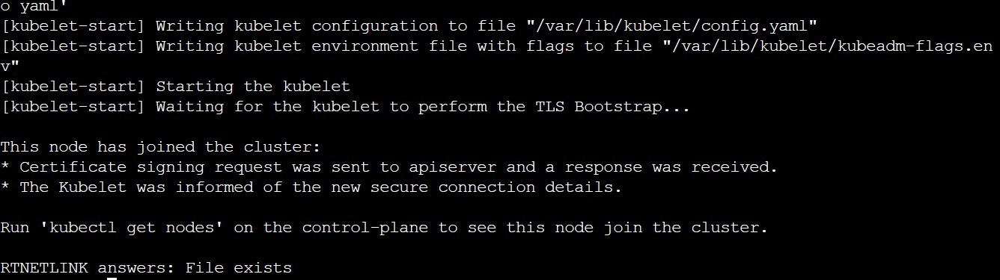 o yaml'
[kubelet-start] Writing kubelet configuration to file "/var/lib/kubelet/config.yaml"
[kubelet-start] Writing kubelet environment file with flags to file "/var/lib/kubelet/kubeadm-flags.en
v"
[kubelet-start] Starting the kubelet
[kubelet-start] Waiting for the kubelet to perform the TLS Bootstrap...
This node has joined the cluster:
* Certificate signing request was sent to apiserver and a response was received.
* The Kubelet was informed of the new secure connection details.
Run 'kubectl get nodes' on the control-plane to see this node join the cluster.
RTNETLINK answers: File exists